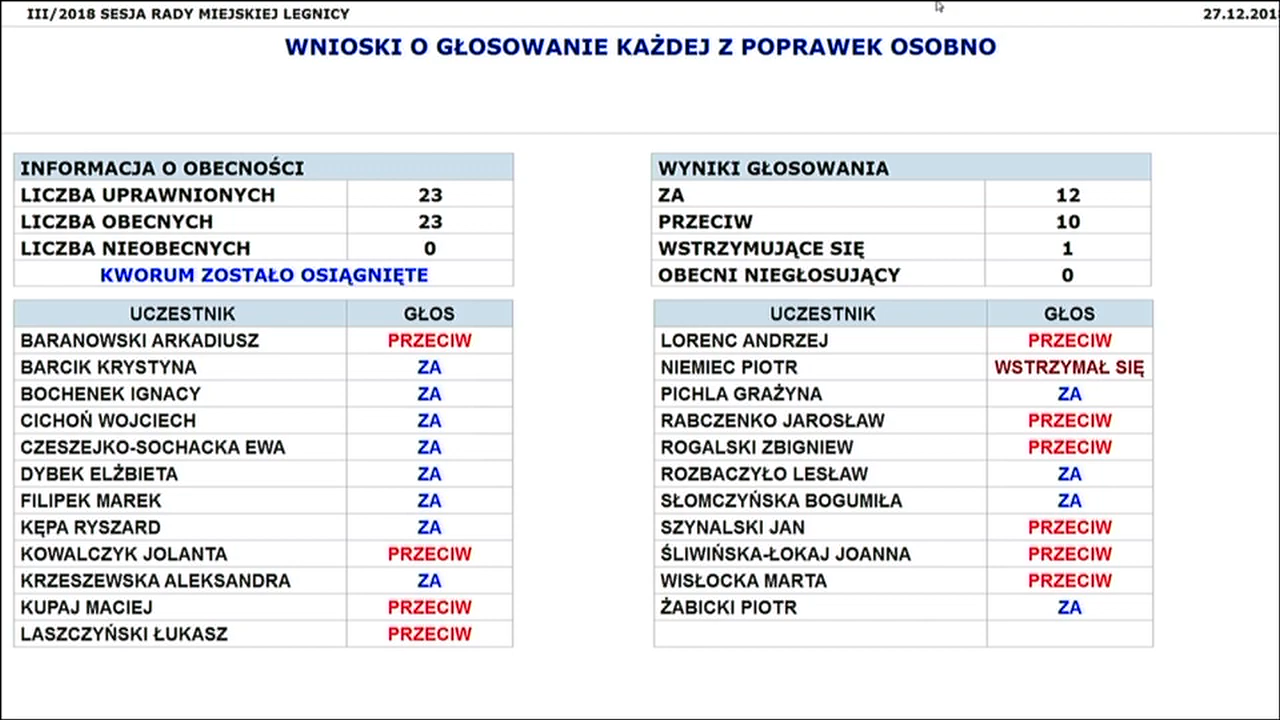 III/2018 SESJA RADY MIEJSKIEJ LEGNICY 27.12.201
WNIOSKI O GŁOSOWANIE KAŻDEJ Z POPRAWEK OSOBNO
INFORMACJA O OBECNOŚCI
LICZBA UPRAWNIONYCH 23
LICZBA OBECNYCH 23
LICZBA NIEOBECNYCH 0
KWORUM ZOSTAŁO OSIĄGNIĘTE
WYNIKI GŁOSOWANIA
ZA 12
PRZECIW 10
WSTRZYMUJĄCE SIĘ 1
OBECNI NIEGŁOSUJĄCY 0
UCZESTNIK GŁOS
BARANOWSKI ARKADIUSZ PRZECIW
BARCIK KRYSTYNA ZA
BOCHENEK IGNACY ZA
CICHOŃ WOJCIECH ZA
CZESZEJKO-SOCHACKA EWA ZA
DYBEK ELŻBIETA ZA
FILIPEK MAREK ZA
KĘPA RYSZARD ZA
KOWALCZYK JOLANTA PRZECIW
KRZESZEWSKA ALEKSANDRA ZA
KUPAJ MACIEJ PRZECIW
LASZCZYŃSKI ŁUKASZ PRZECIW
UCZESTNIK GŁOS
LORENC ANDRZEJ PRZECIW
NIEMIEC PIOTR WSTRZYMAŁ SIĘ
PICHLA GRAŻYNA ZA
RABCZENKO JAROSŁAW PRZECIW
ROGALSKI ZBIGNIEW PRZECIW
ROZBACZYŁO LESŁAW ZA
SŁOMCZYŃSKA BOGUMIŁA ZA
SZYNALSKI JAN PRZECIW
ŚLIWIŃSKA-ŁOKAJ JOANNA PRZECIW
WISŁOCKA MARTA PRZECIW
ŻABICKI PIOTR ZA